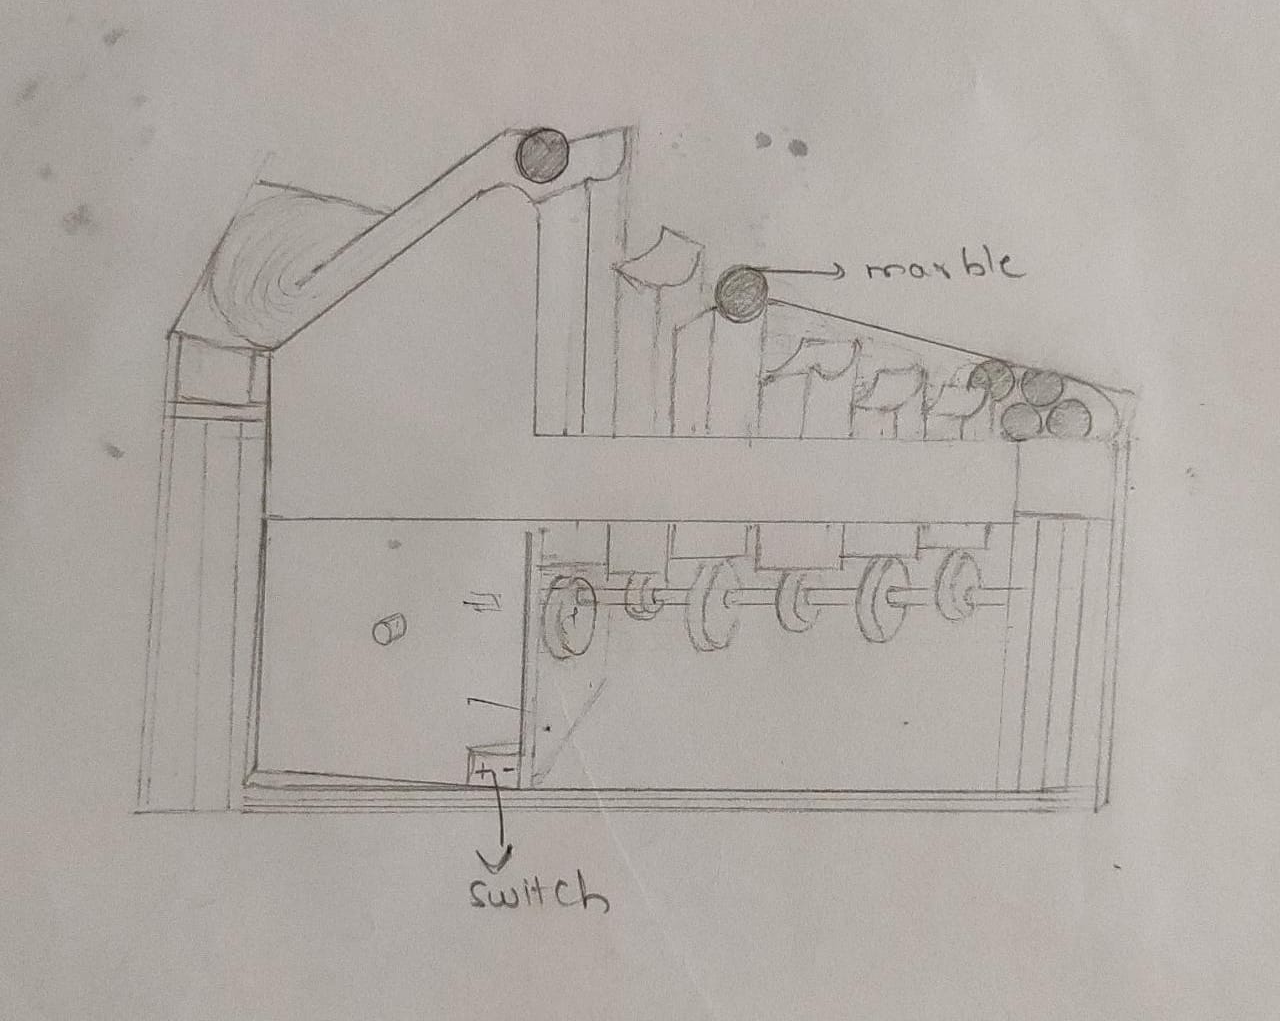 marble
+ -
switch